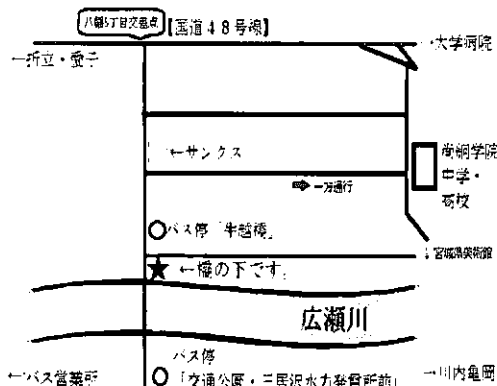 八幡5丁目交差点
【国道48号線】
→大学病院
←折立・愛子
←サンクス
尚絅学院
中学・
高校
➡一方通行
バス停「牛越橋」
↓宮城県美術館
★←橋の下です。
広瀬川
バス停
「交通公園・三居沢水力発電所前」
←バス営業所
→川内亀岡